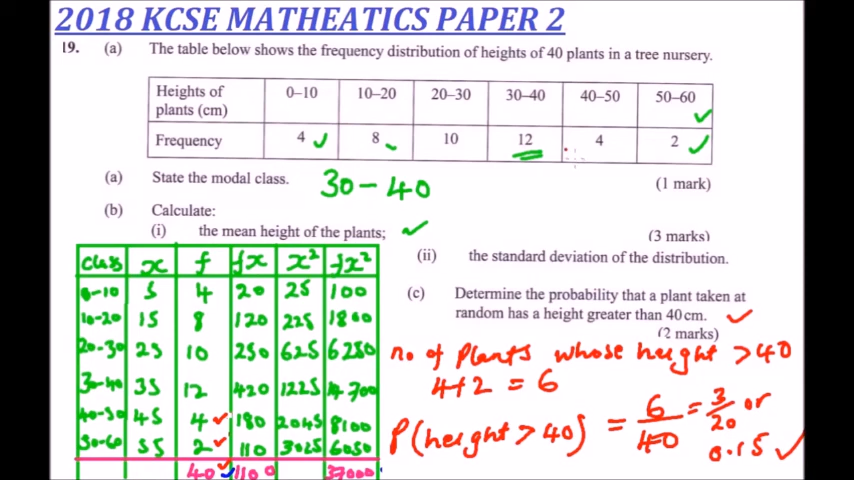 2018 KCSE MATHEATICS PAPER 2
19. (a) The table below shows the frequency distribution of heights of 40 plants in a tree nursery.
Heights of plants (cm) 0–10 10–20 20–30 30–40 40–50 50–60
Frequency 4 8 10 12 4 2
(a) State the modal class. 30 – 40 (1 mark)
(b) Calculate:
(i) the mean height of the plants; (3 marks)
(ii) the standard deviation of the distribution.
(c) Determine the probability that a plant taken at
random has a height greater than 40 cm.
(2 marks)
class x f fx x² fx²
0-10 5 4 20 25 100
10-20 15 8 120 225 1800
20-30 25 10 250 625 6250
30-40 35 12 420 1225 14700
40-50 45 4 180 2045 8100
50-60 55 2 110 3025 6050
40 1100 37000
no of plants whose height > 40
4+2 = 6
P(height > 40) = 6/40 = 3/20 or
0.15